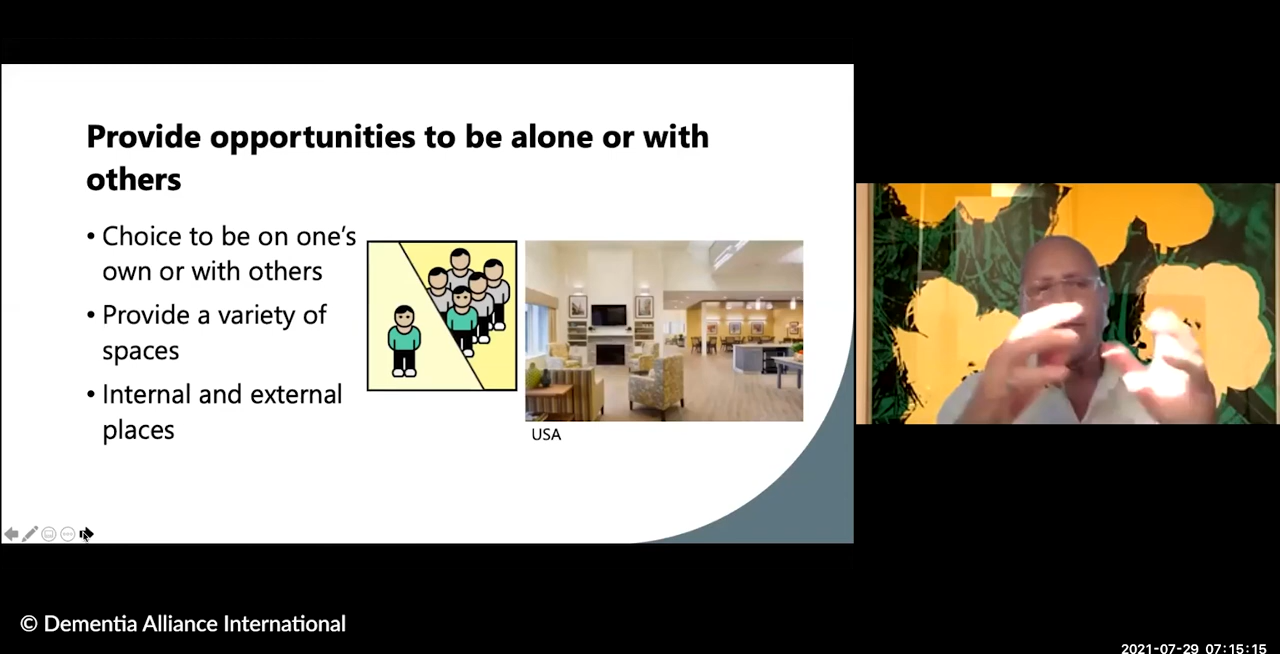 Provide opportunities to be alone or with
others
• Choice to be on one’s
own or with others
• Provide a variety of
spaces
• Internal and external
places
USA
© Dementia Alliance International
2021-07-29 07:15:15